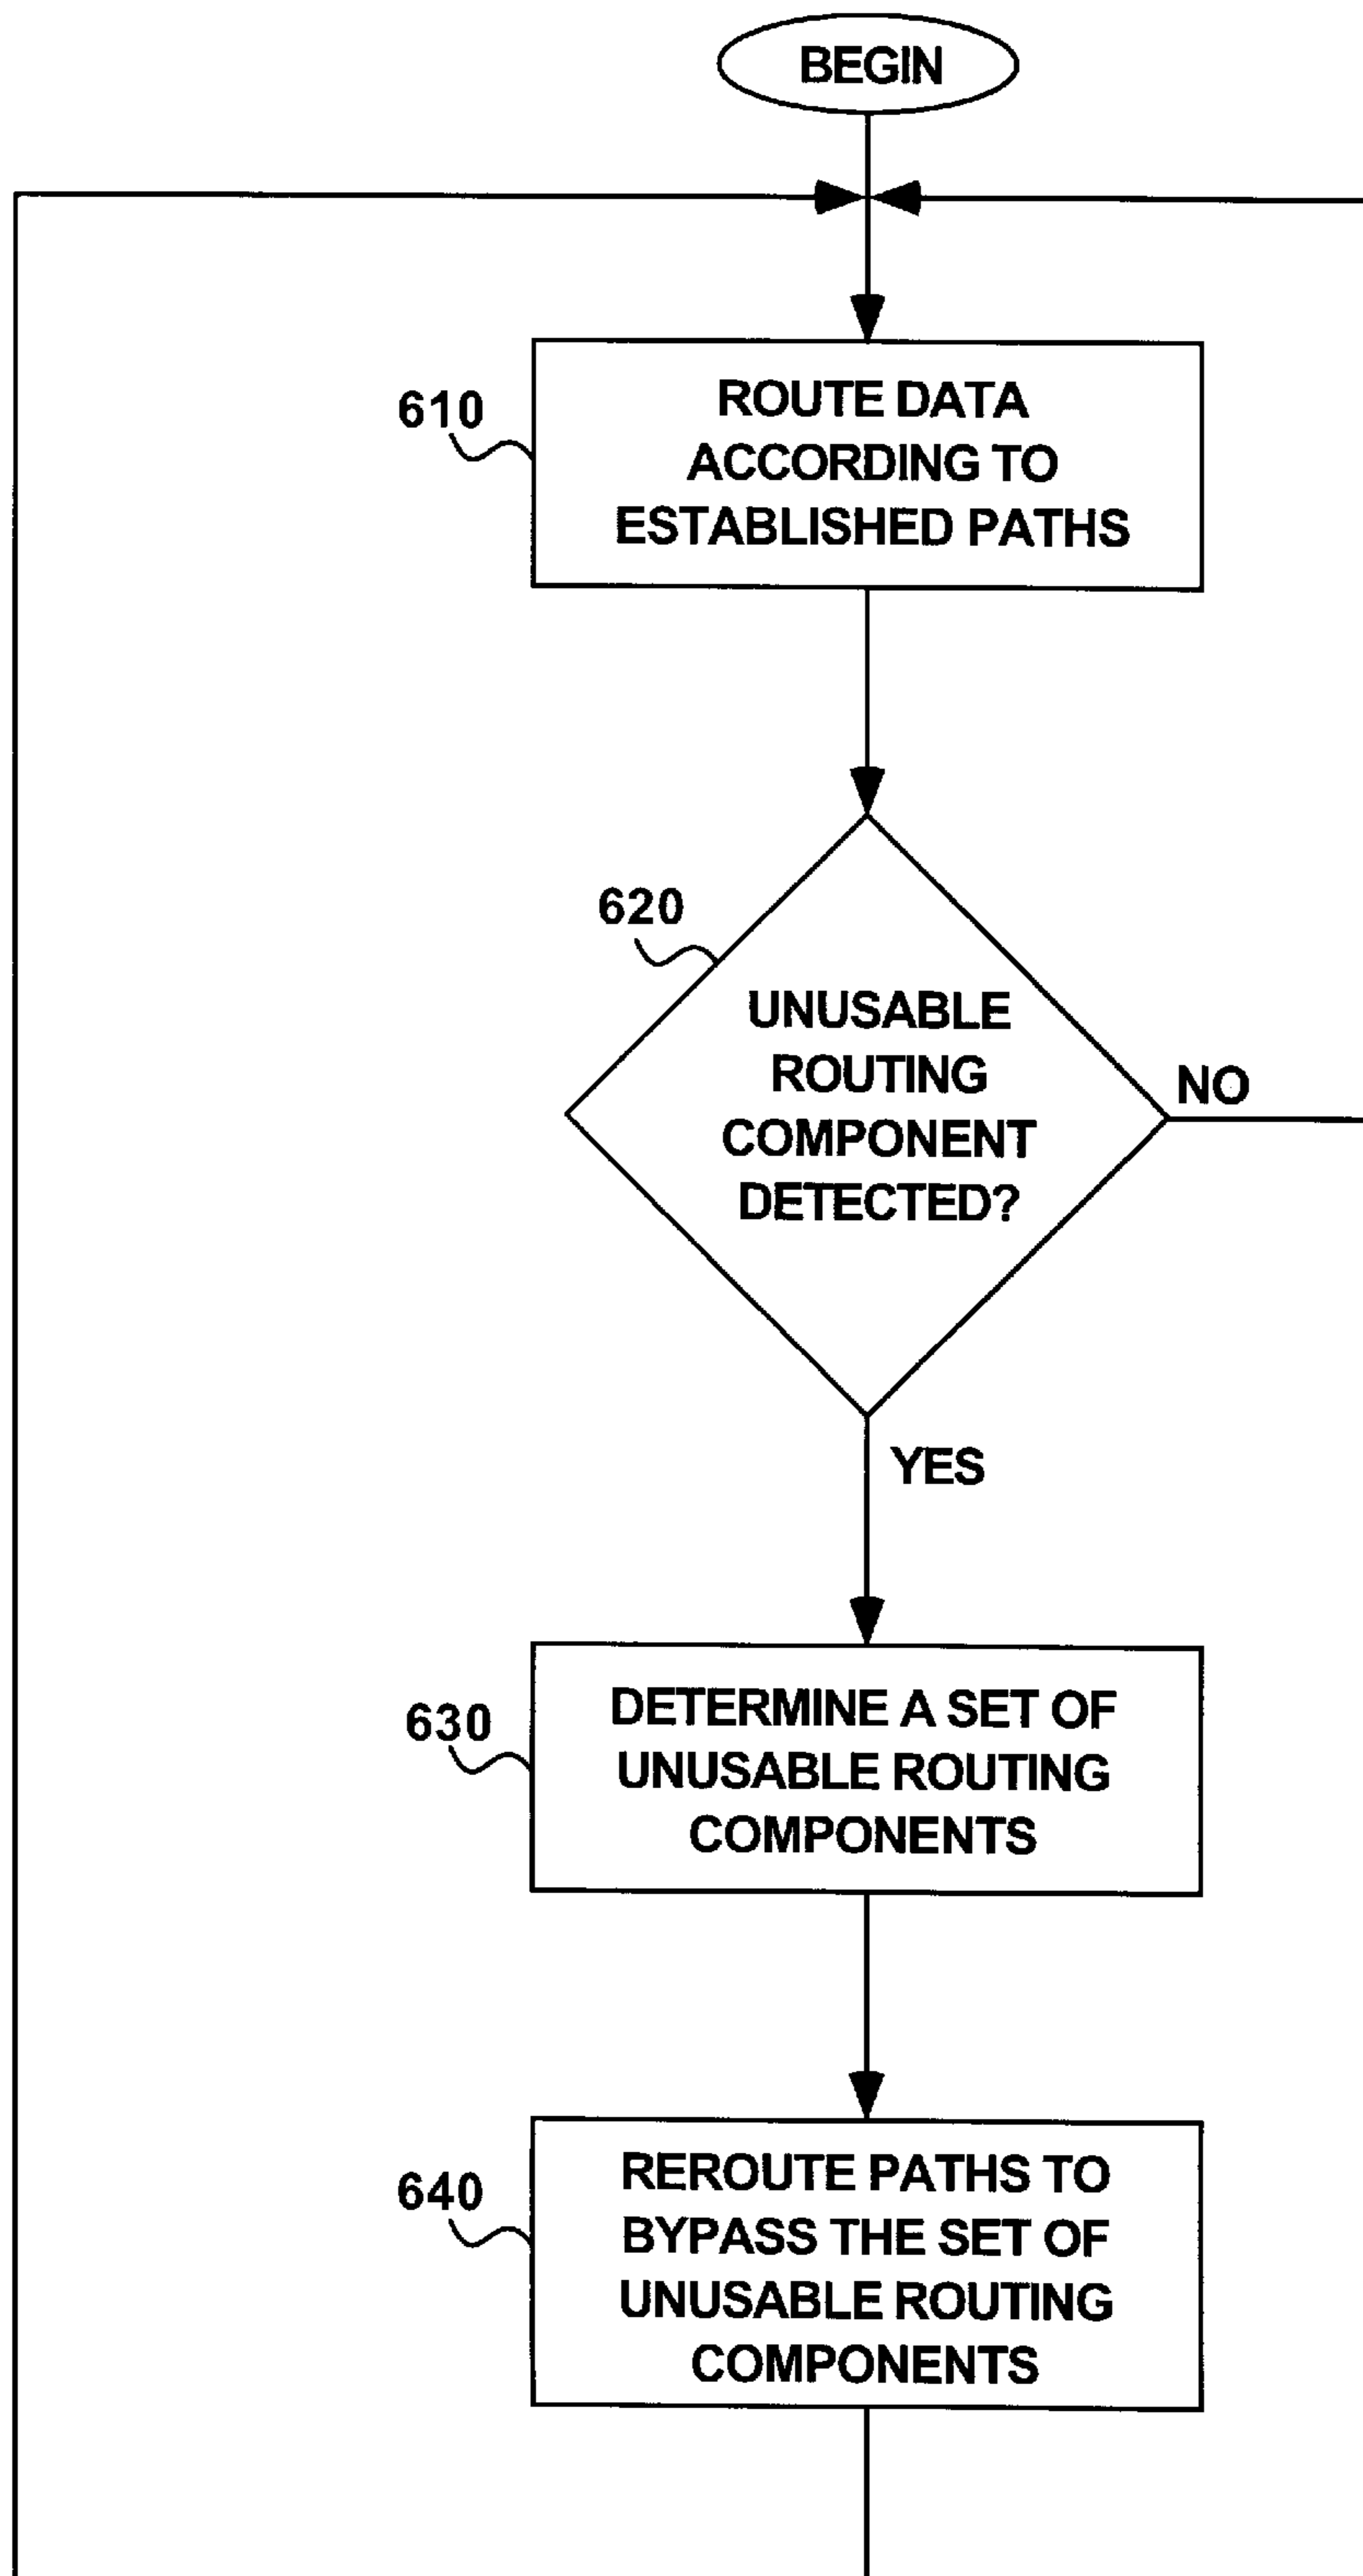 BEGIN
610
ROUTE DATA
ACCORDING TO
ESTABLISHED PATHS
620
UNUSABLE
ROUTING
COMPONENT
DETECTED?
NO
YES
630
DETERMINE A SET OF
UNUSABLE ROUTING
COMPONENTS
640
REROUTE PATHS TO
BYPASS THE SET OF
UNUSABLE ROUTING
COMPONENTS